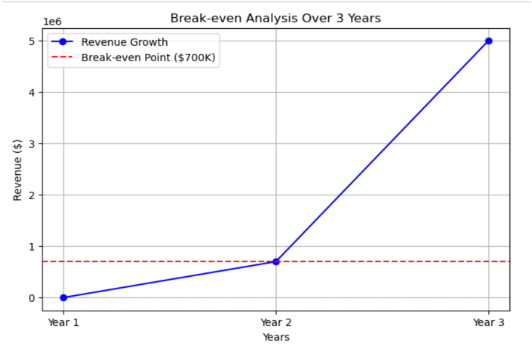 Break-even Analysis Over 3 Years
1e6
Revenue Growth
Break-even Point ($700K)
5
4
3
2
1
0
Revenue ($)
Year 1 Year 2 Year 3
Years